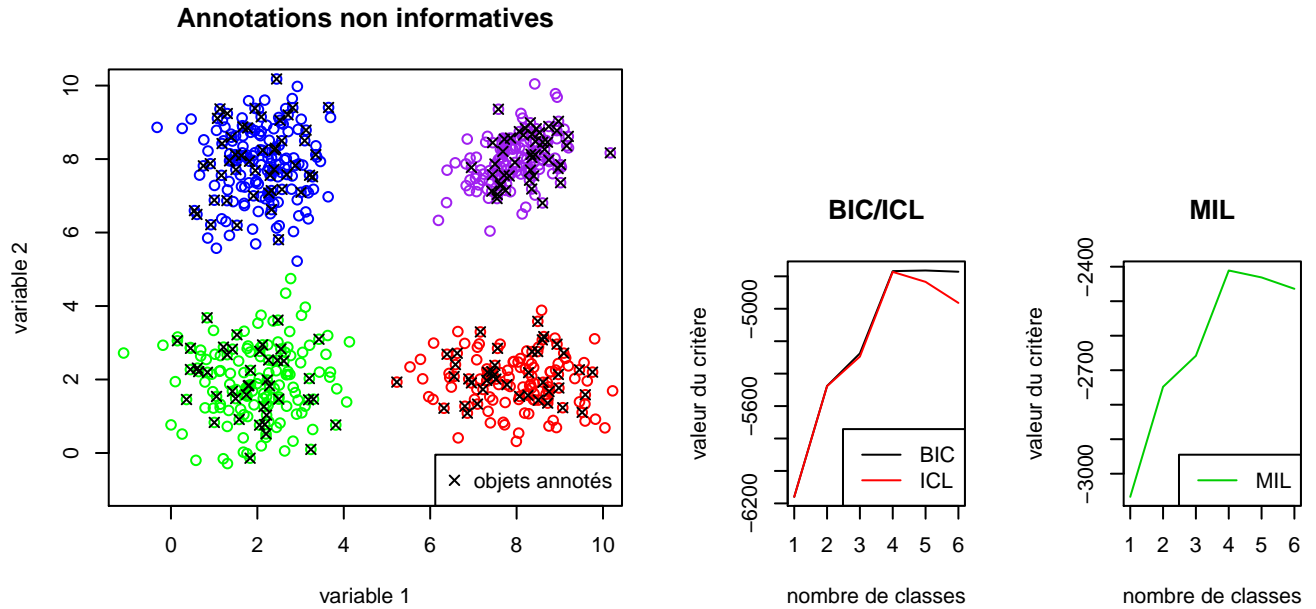 Annotations non informatives
variable 2
10
8
6
4
2
0
0 2 4 6 8 10
variable 1
objets annotés
BIC/ICL
valeur du critère
−5000
−5600
−6200
1 2 3 4 5 6
nombre de classes
BIC
ICL
MIL
valeur du critère
−2400
−2700
−3000
1 2 3 4 5 6
nombre de classes
MIL